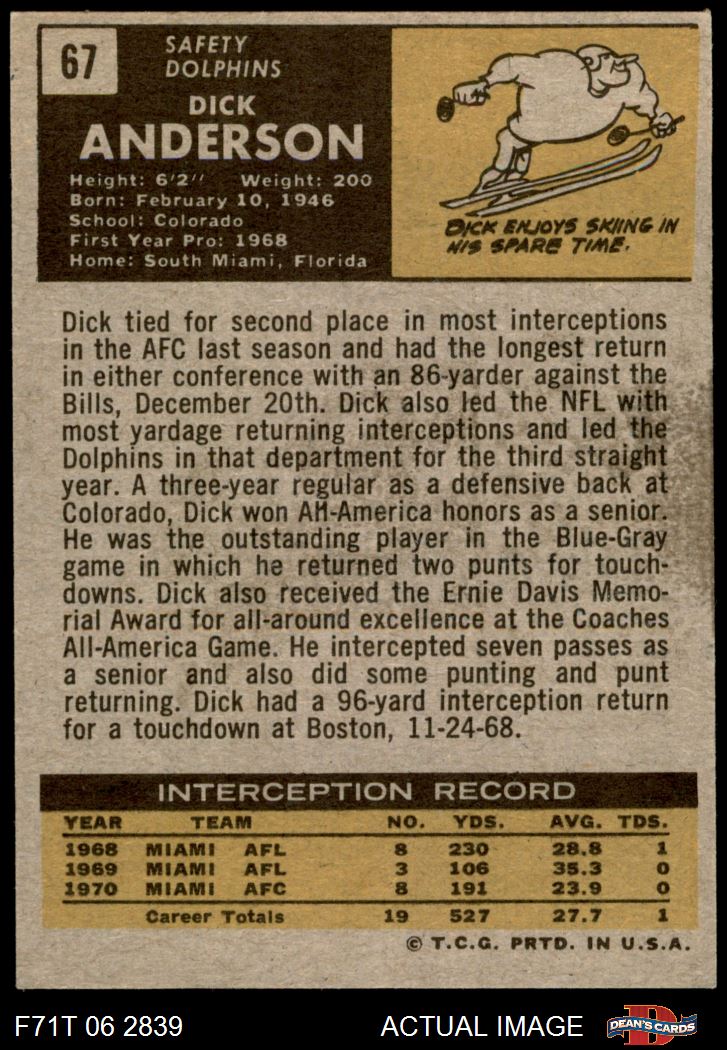 67
SAFETY
DOLPHINS
DICK
ANDERSON
Height: 6'2'' Weight: 200
Born: February 10, 1946
School: Colorado
First Year Pro: 1968
Home: South Miami, Florida
DICK ENJOYS SKIING IN
HIS SPARE TIME.
Dick tied for second place in most interceptions
in the AFC last season and had the longest return
in either conference with an 86-yarder against the
Bills, December 20th. Dick also led the NFL with
most yardage returning interceptions and led the
Dolphins in that department for the third straight
year. A three-year regular as a defensive back at
Colorado, Dick won All-America honors as a senior.
He was the outstanding player in the Blue-Gray
game in which he returned two punts for touch-
downs. Dick also received the Ernie Davis Memo-
rial Award for all-around excellence at the Coaches
All-America Game. He intercepted seven passes as
a senior and also did some punting and punt
returning. Dick had a 96-yard interception return
for a touchdown at Boston, 11-24-68.
INTERCEPTION RECORD
YEAR TEAM NO. YDS. AVG. TDS.
1968 MIAMI AFL 8 230 28.8 1
1969 MIAMI AFL 3 106 35.3 0
1970 MIAMI AFC 8 191 23.9 0
Career Totals 19 527 27.7 1
© T.C.G. PRTD. IN U.S.A.
F71T 06 2839 ACTUAL IMAGE D DEAN'S CARDS